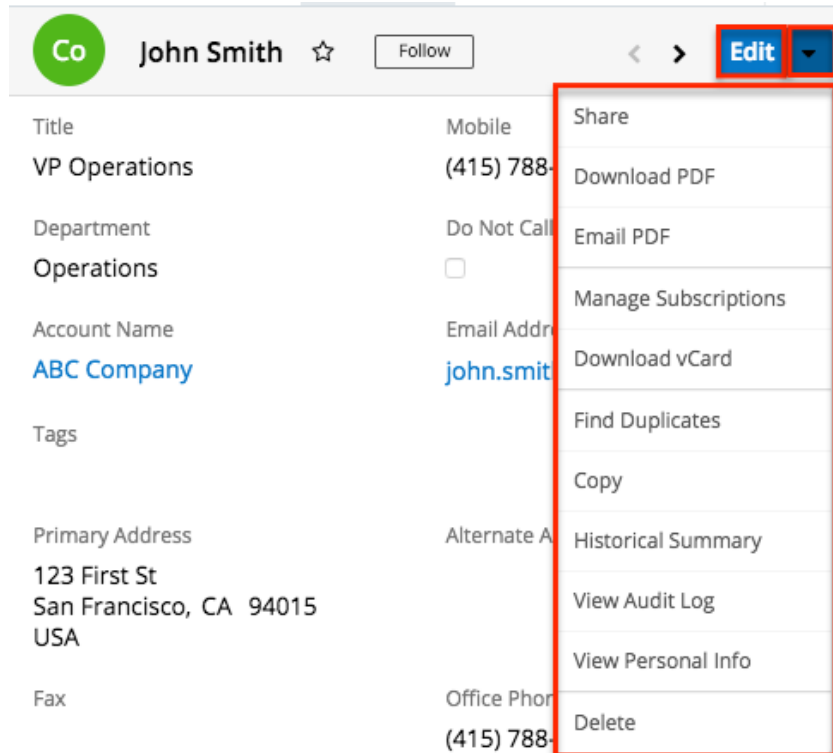 Co
John Smith
Follow
Edit
Title
VP Operations
Department
Operations
Account Name
ABC Company
Tags
Primary Address
123 First St
San Francisco, CA 94015
USA
Fax
Mobile
(415) 788-
Do Not Call
Email Addre
john.smit
Alternate A
Office Phon
(415) 788-
Share
Download PDF
Email PDF
Manage Subscriptions
Download vCard
Find Duplicates
Copy
Historical Summary
View Audit Log
View Personal Info
Delete